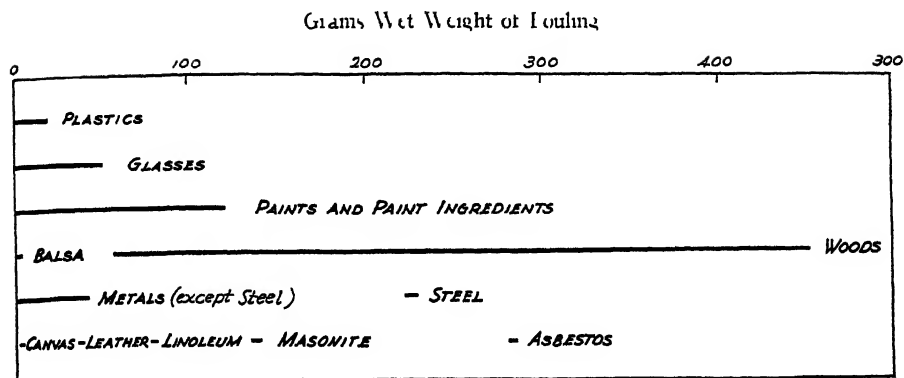 Grams Wet Weight of Fouling
0 100 200 300 400 300
PLASTICS
GLASSES
PAINTS AND PAINT INGREDIENTS
BALSA WOODS
METALS (except Steel) - STEEL
-CANVAS-LEATHER-LINOLEUM - MASONITE - ASBESTOS